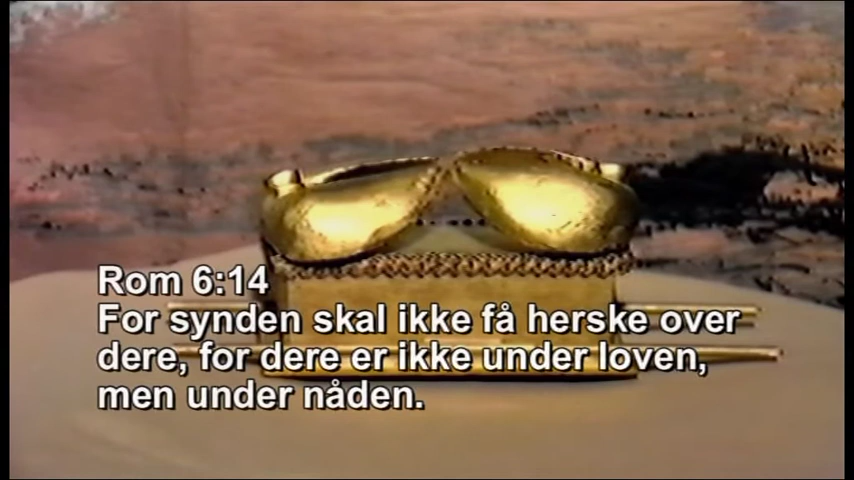 Rom 6:14
For synden skal ikke få herske over
dere, for dere er ikke under loven,
men under nåden.